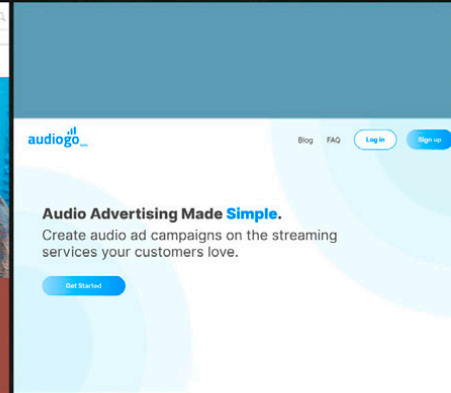 audiogo
Blog FAQ Log in Sign up
Audio Advertising Made Simple.
Create audio ad campaigns on the streaming
services your customers love.
Get Started